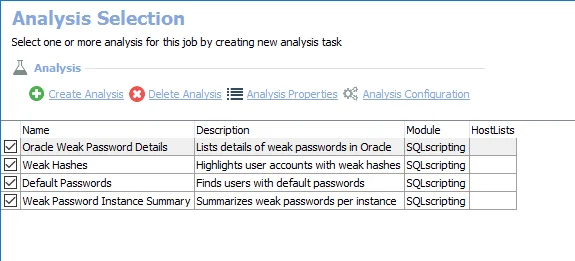 Analysis Selection
Select one or more analysis for this job by creating new analysis task
Analysis
Create Analysis Delete Analysis Analysis Properties Analysis Configuration
Name Description Module HostLists
Oracle Weak Password Details Lists details of weak passwords in Oracle SQLscripting
Weak Hashes Highlights user accounts with weak hashes SQLscripting
Default Passwords Finds users with default passwords SQLscripting
Weak Password Instance Summary Summarizes weak passwords per instance SQLscripting